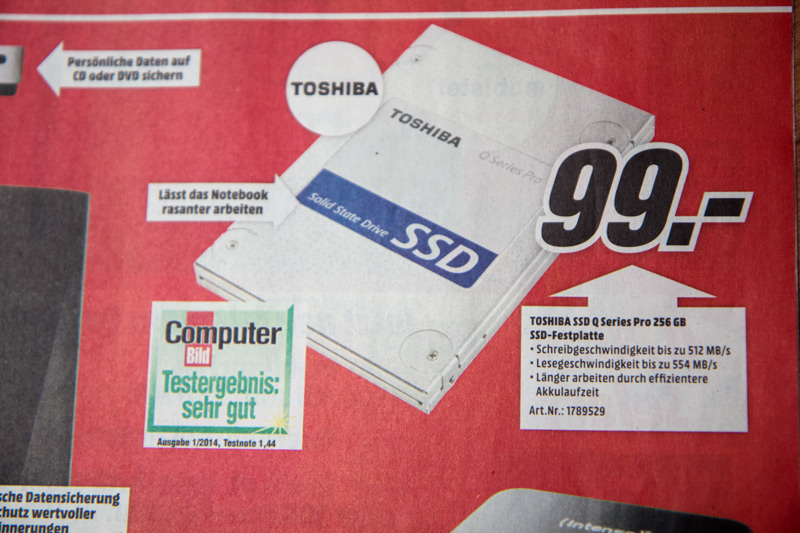 Persönliche Daten auf
CD oder DVD sichern
TOSHIBA
TOSHIBA
Q Series Pro
Lässt das Notebook
rasanter arbeiten
Solid State Drive
SSD
99.-
Computer
Bild
Testergebnis:
sehr gut
Ausgabe 1/2014, Testnote 1,44
TOSHIBA SSD Q Series Pro 256 GB
SSD-Festplatte
• Schreibgeschwindigkeit bis zu 512 MB/s
• Lesegeschwindigkeit bis zu 554 MB/s
• Länger arbeiten durch effizientere
Akkulaufzeit
Art.Nr.: 1789529
sche Datensicherung
chutz wertvoller
innerungen
(intenso)